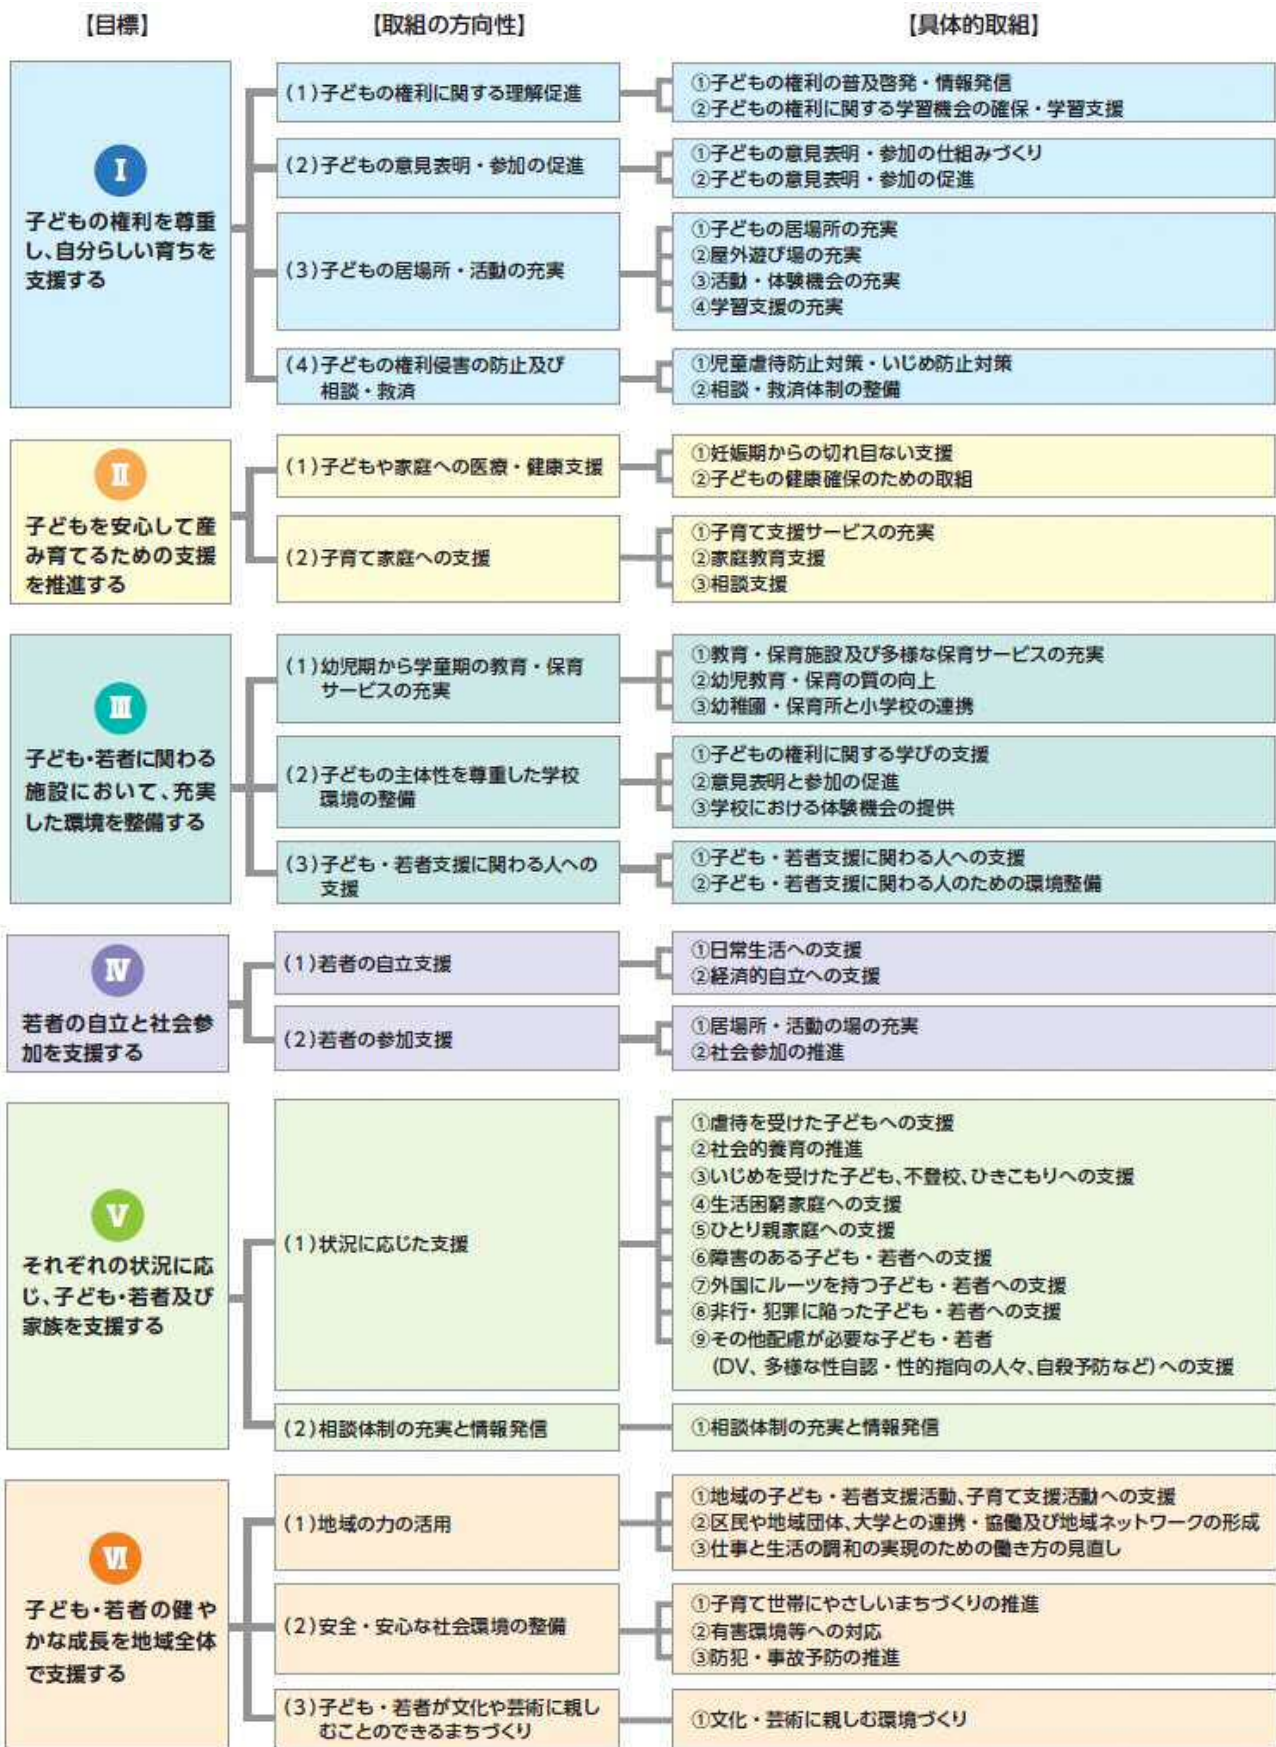 【目標】
【取組の方向性】
【具体的取組】
Ⅰ
子どもの権利を尊重
し、自分らしい育ちを
支援する
(1)子どもの権利に関する理解促進
①子どもの権利の普及啓発・情報発信
②子どもの権利に関する学習機会の確保・学習支援
(2)子どもの意見表明・参加の促進
①子どもの意見表明・参加の仕組みづくり
②子どもの意見表明・参加の促進
(3)子どもの居場所・活動の充実
①子どもの居場所の充実
②屋外遊び場の充実
③活動・体験機会の充実
④学習支援の充実
(4)子どもの権利侵害の防止及び
相談・救済
①児童虐待防止対策・いじめ防止対策
②相談・救済体制の整備
Ⅱ
子どもを安心して産
み育てるための支援
を推進する
(1)子どもや家庭への医療・健康支援
①妊娠期からの切れ目ない支援
②子どもの健康確保のための取組
(2)子育て家庭への支援
①子育て支援サービスの充実
②家庭教育支援
③相談支援
Ⅲ
子ども・若者に関わる
施設において、充実
した環境を整備する
(1)幼児期から学童期の教育・保育
サービスの充実
①教育・保育施設及び多様な保育サービスの充実
②幼児教育・保育の質の向上
③幼稚園・保育所と小学校の連携
(2)子どもの主体性を尊重した学校
環境の整備
①子どもの権利に関する学びの支援
②意見表明と参加の促進
③学校における体験機会の提供
(3)子ども・若者支援に関わる人への
支援
①子ども・若者支援に関わる人への支援
②子ども・若者支援に関わる人のための環境整備
Ⅳ
若者の自立と社会参
加を支援する
(1)若者の自立支援
①日常生活への支援
②経済的自立への支援
(2)若者の参加支援
①居場所・活動の場の充実
②社会参加の推進
Ⅴ
それぞれの状況に応
じ、子ども・若者及び
家族を支援する
(1)状況に応じた支援
①虐待を受けた子どもへの支援
②社会的養育の推進
③いじめを受けた子ども、不登校、ひきこもりへの支援
④生活困窮家庭への支援
⑤ひとり親家庭への支援
⑥障害のある子ども・若者への支援
⑦外国にルーツを持つ子ども・若者への支援
⑧非行・犯罪に陥った子ども・若者への支援
⑨その他配慮が必要な子ども・若者
(DV、多様な性自認・性的指向の人々、自殺予防など)への支援
(2)相談体制の充実と情報発信
①相談体制の充実と情報発信
Ⅵ
子ども・若者の健や
かな成長を地域全体
で支援する
(1)地域の力の活用
①地域の子ども・若者支援活動、子育て支援活動への支援
②区民や地域団体、大学との連携・協働及び地域ネットワークの形成
③仕事と生活の調和の実現のための働き方の見直し
(2)安全・安心な社会環境の整備
①子育て世帯にやさしいまちづくりの推進
②有害環境等への対応
③防犯・事故予防の推進
(3)子ども・若者が文化や芸術に親し
むことのできるまちづくり
①文化・芸術に親しむ環境づくり